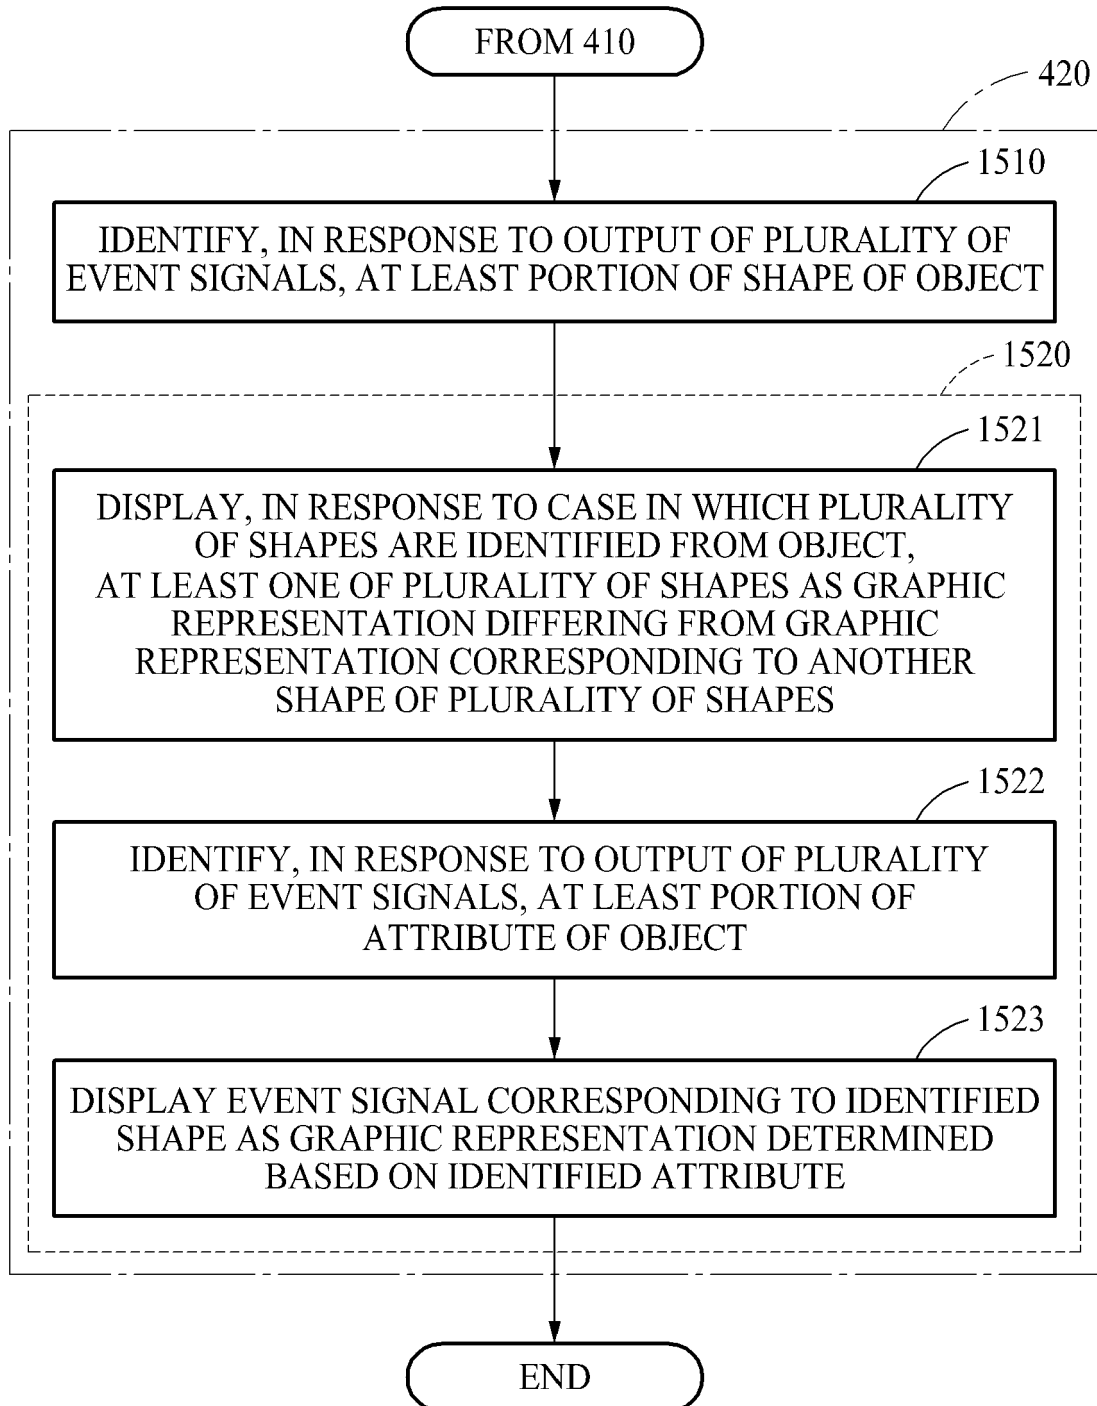 FROM 410
420
1510
IDENTIFY, IN RESPONSE TO OUTPUT OF PLURALITY OF
EVENT SIGNALS, AT LEAST PORTION OF SHAPE OF OBJECT
1520
1521
DISPLAY, IN RESPONSE TO CASE IN WHICH PLURALITY
OF SHAPES ARE IDENTIFIED FROM OBJECT,
AT LEAST ONE OF PLURALITY OF SHAPES AS GRAPHIC
REPRESENTATION DIFFERING FROM GRAPHIC
REPRESENTATION CORRESPONDING TO ANOTHER
SHAPE OF PLURALITY OF SHAPES
1522
IDENTIFY, IN RESPONSE TO OUTPUT OF PLURALITY
OF EVENT SIGNALS, AT LEAST PORTION OF
ATTRIBUTE OF OBJECT
1523
DISPLAY EVENT SIGNAL CORRESPONDING TO IDENTIFIED
SHAPE AS GRAPHIC REPRESENTATION DETERMINED
BASED ON IDENTIFIED ATTRIBUTE
END